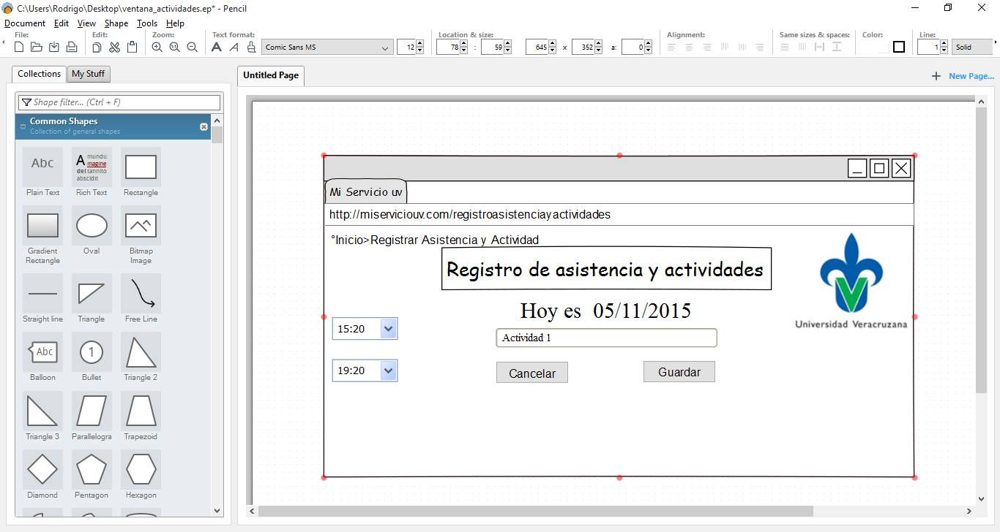 C:\Users\Rodrigo\Desktop\ventana_actividades.ep* - Pencil
Document Edit View Shape Tools Help
File: Edit: Zoom: Text format: Location & size: Alignment: Same sizes & spaces: Color: Line:
Comic Sans MS 12 78 : 59 645 x 352 a: 0 1 Solid
Collections My Stuff
Untitled Page
New Page...
Shape filter... (Ctrl + F)
Common Shapes
Collection of general shapes
Abc
A mundu
magine
del tannito
abscidit
Plain Text Rich Text Rectangle
Gradient Rectangle Oval Bitmap Image
Straight line Triangle Free Line
Abc 1
Balloon Bullet Triangle 2
Triangle 3 Parallelogra Trapezoid
Diamond Pentagon Hexagon
Mi Servicio uv
http://miserviciouv.com/registroasistenciayactividades
°Inicio>Registrar Asistencia y Actividad
Registro de asistencia y actividades
Hoy es 05/11/2015
Universidad Veracruzana
15:20
Actividad 1
19:20
Cancelar Guardar